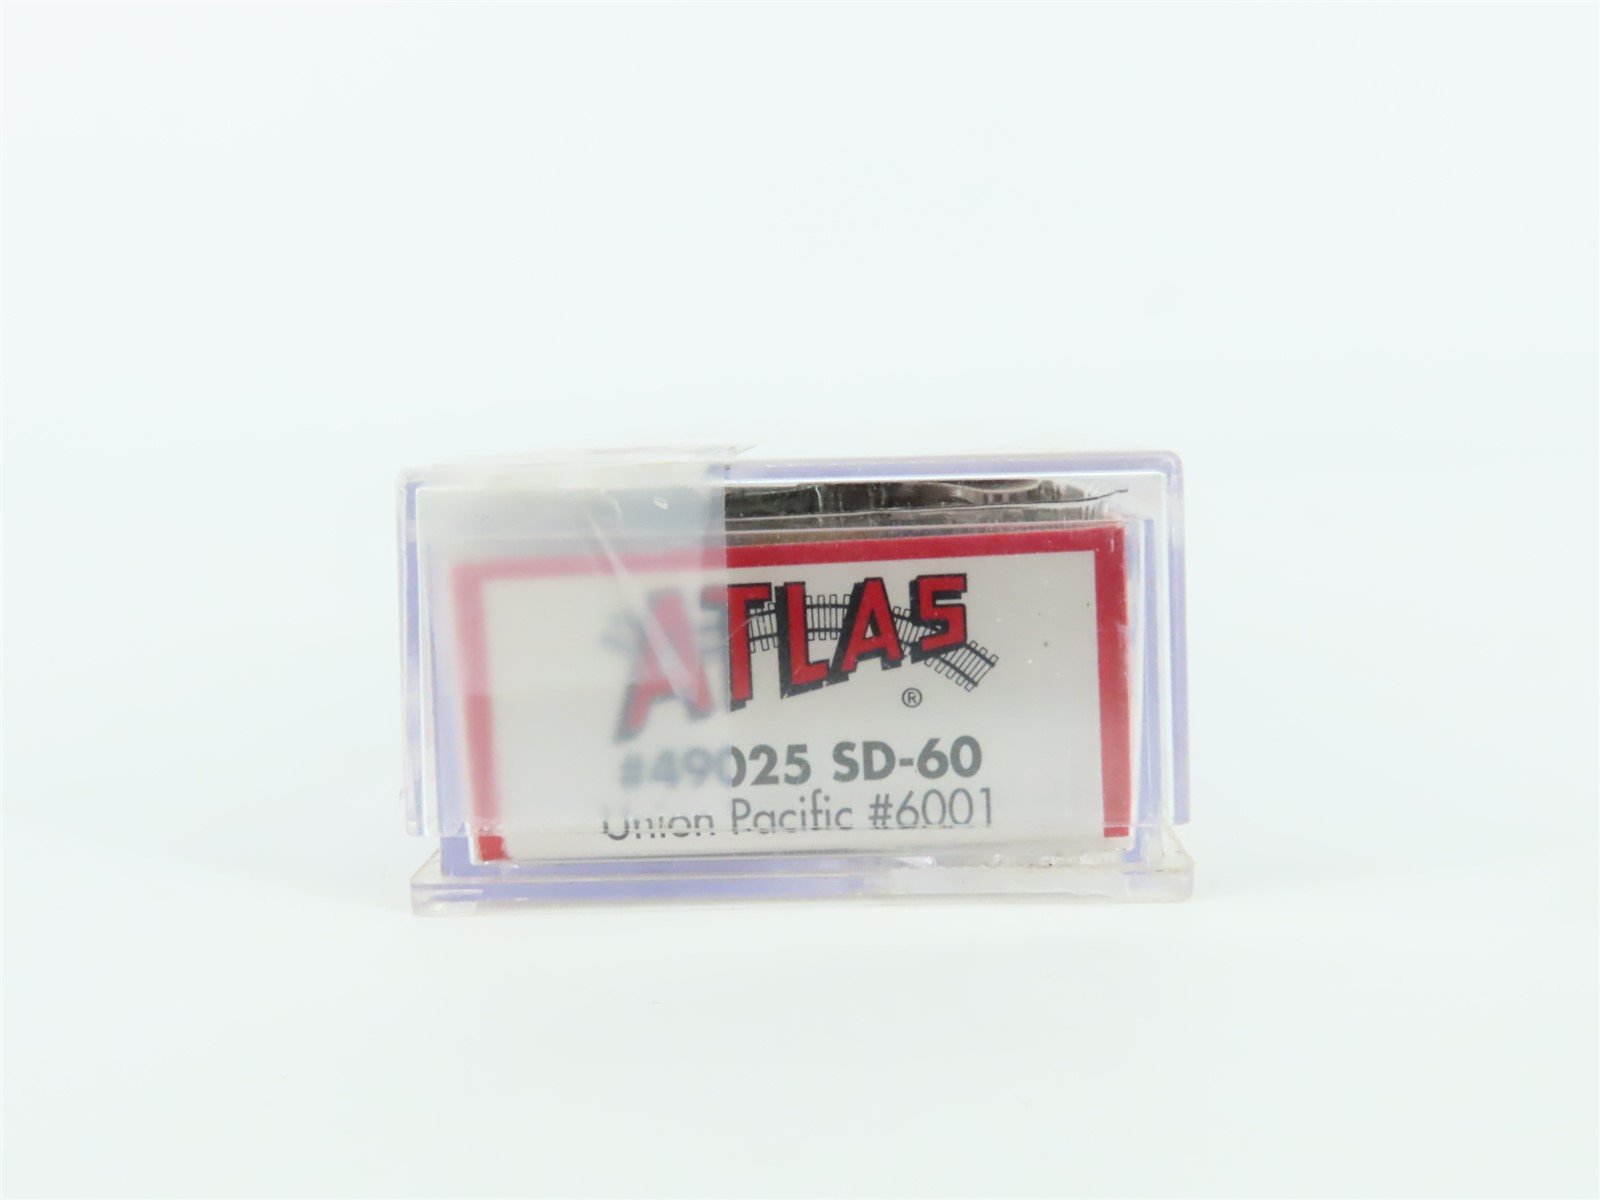 ATLAS
®
#49025 SD-60
Union Pacific #6001